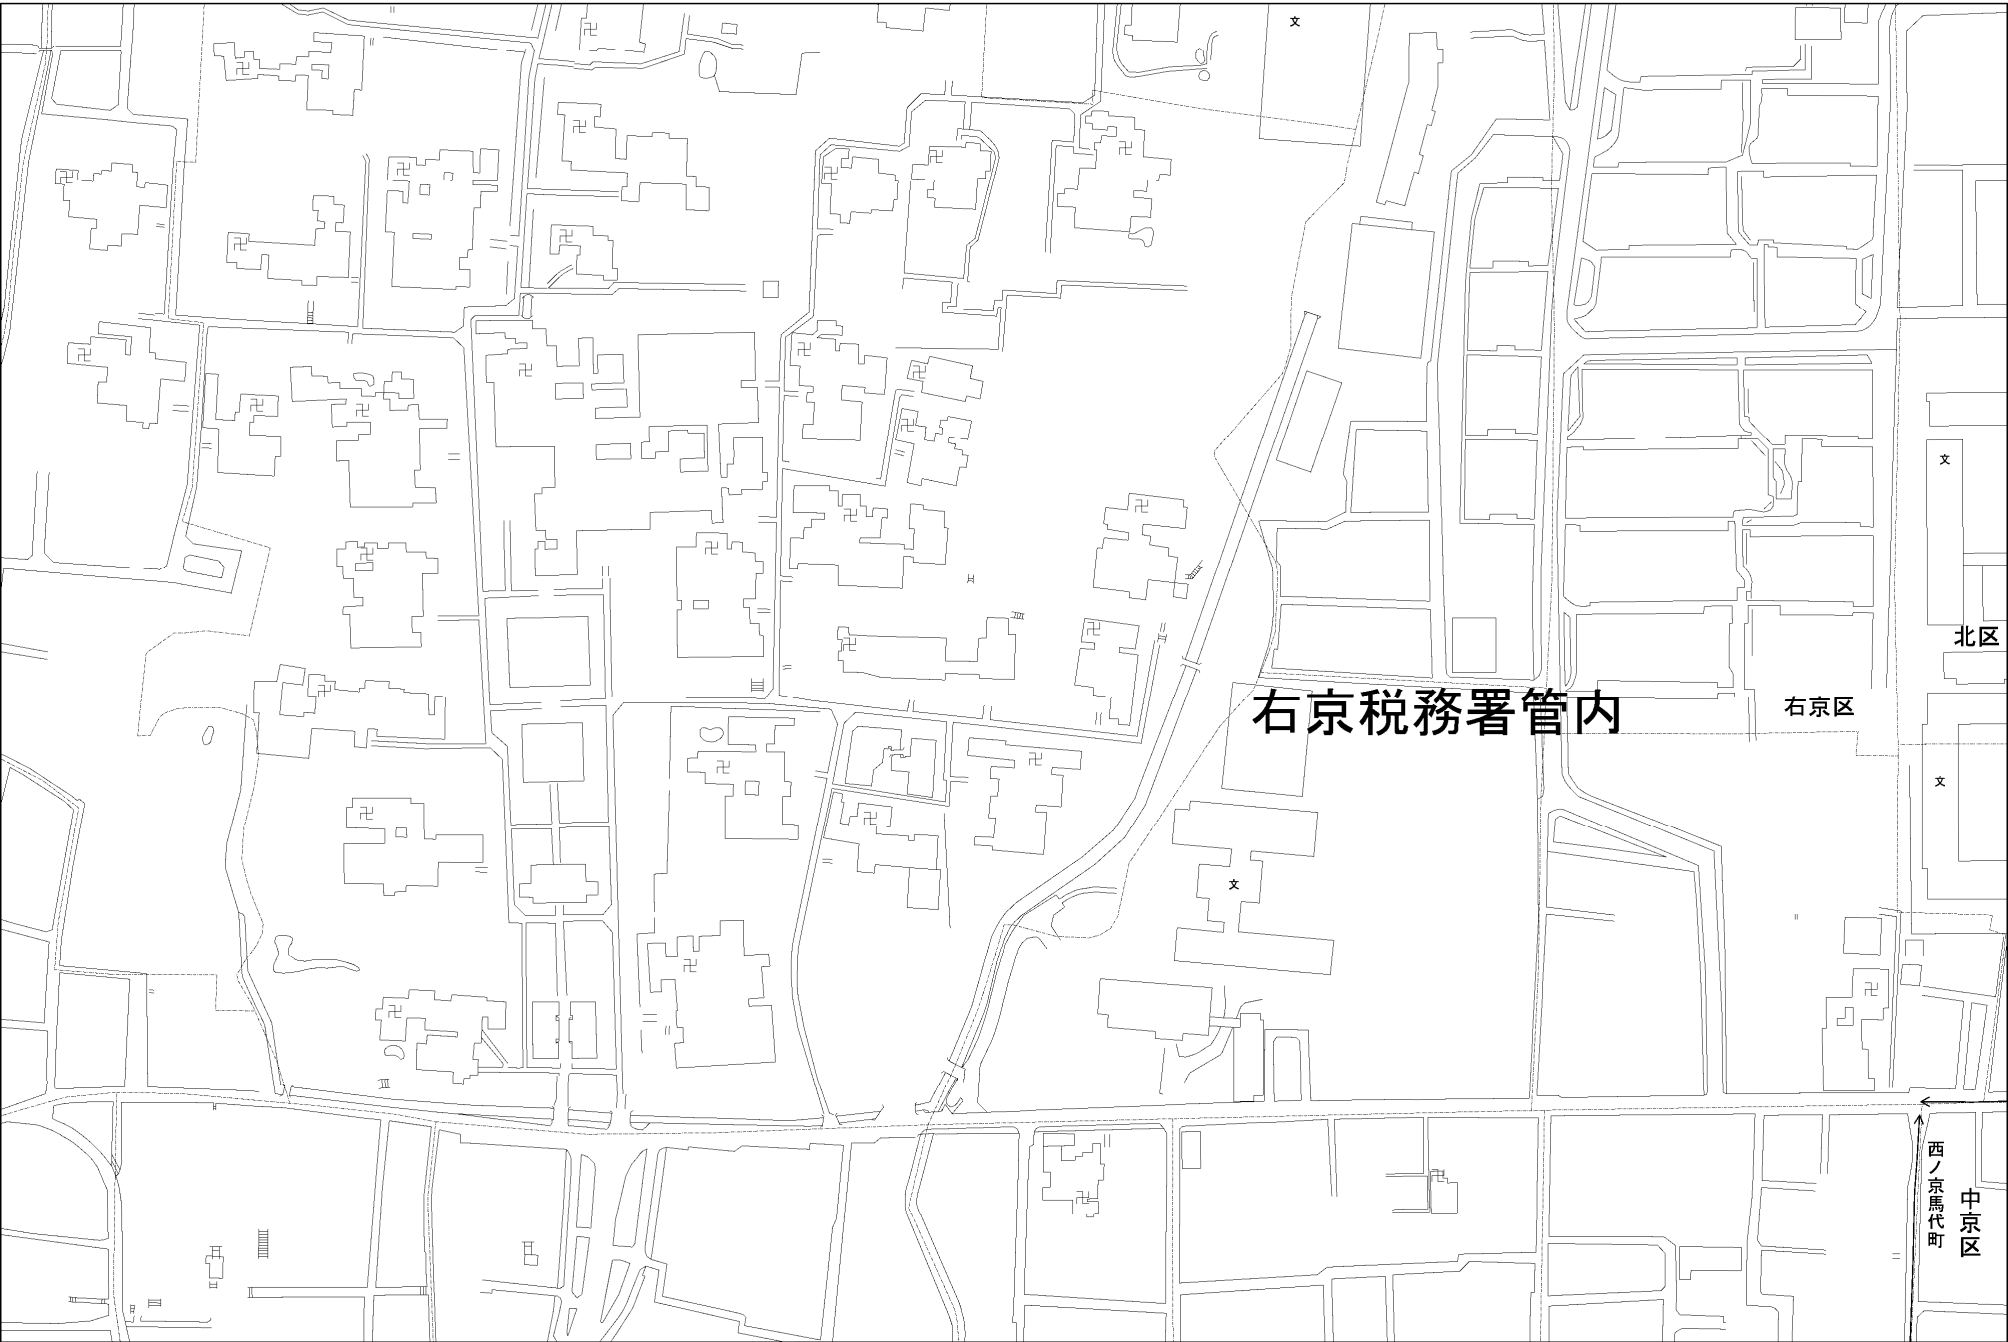 文
文
北区
右京税務署管内
右京区
文
文
西ノ京馬代町
中京区